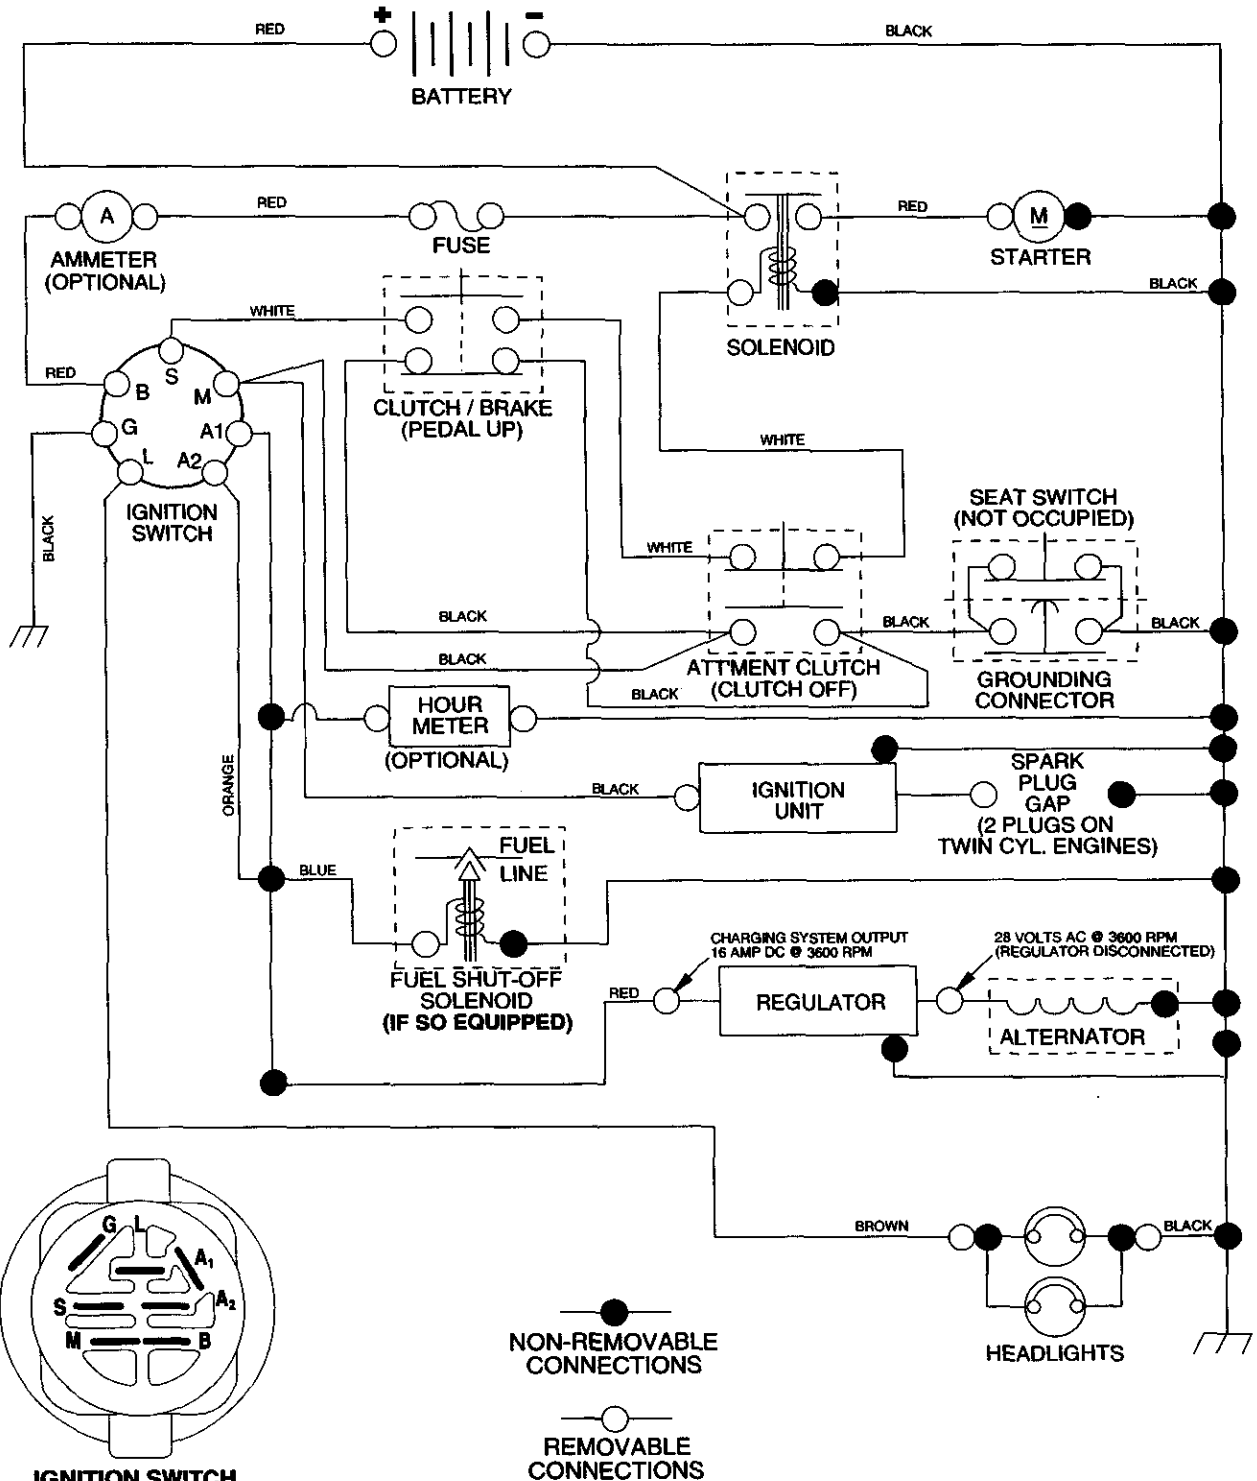 + -
RED
BLACK
BATTERY
A
RED
RED
M
AMMETER
(OPTIONAL)
FUSE
STARTER
WHITE
BLACK
SOLENOID
RED
S
B
M
G
A1
L
A2
CLUTCH / BRAKE
(PEDAL UP)
WHITE
IGNITION
SWITCH
BLACK
SEAT SWITCH
(NOT OCCUPIED)
WHITE
BLACK
BLACK
BLACK
BLACK
ATT'MENT CLUTCH
(CLUTCH OFF)
BLACK
GROUNDING
CONNECTOR
HOUR
METER
(OPTIONAL)
ORANGE
BLACK
IGNITION
UNIT
SPARK
PLUG
GAP
(2 PLUGS ON
TWIN CYL. ENGINES)
BLUE
FUEL
LINE
FUEL SHUT-OFF
SOLENOID
(IF SO EQUIPPED)
CHARGING SYSTEM OUTPUT
16 AMP DC @ 3600 RPM
28 VOLTS AC @ 3600 RPM
(REGULATOR DISCONNECTED)
RED
REGULATOR
ALTERNATOR
G L
A1
S
A2
M
B
BROWN
BLACK
HEADLIGHTS
NON-REMOVABLE
CONNECTIONS
REMOVABLE
CONNECTIONS
IGNITION SWITCH